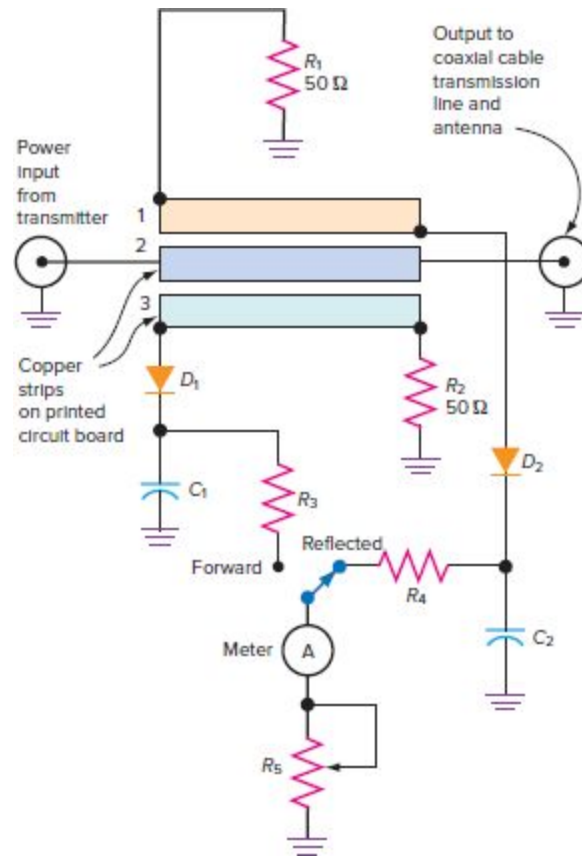 Output to
coaxial cable
transmission
line and
antenna
R1
50 Ω
Power
input
from
transmitter
1
2
3
Copper
strips
on printed
circuit board
D1
R2
50 Ω
D2
C1
R3
Reflected
Forward
R4
C2
Meter
A
R5